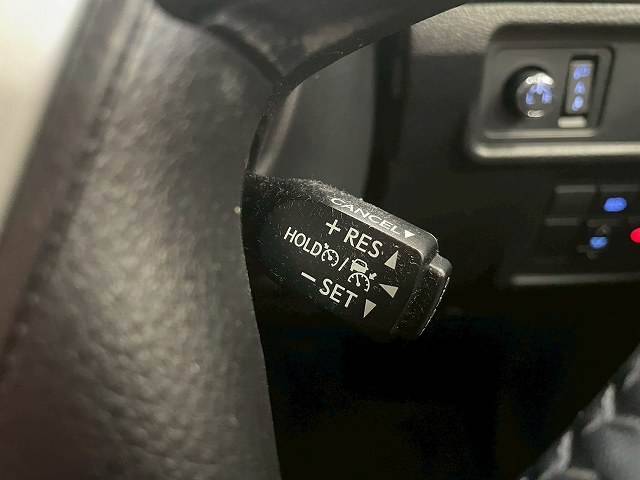 CANCEL▼
+RES▲
HOLD / ◀
−SET▼